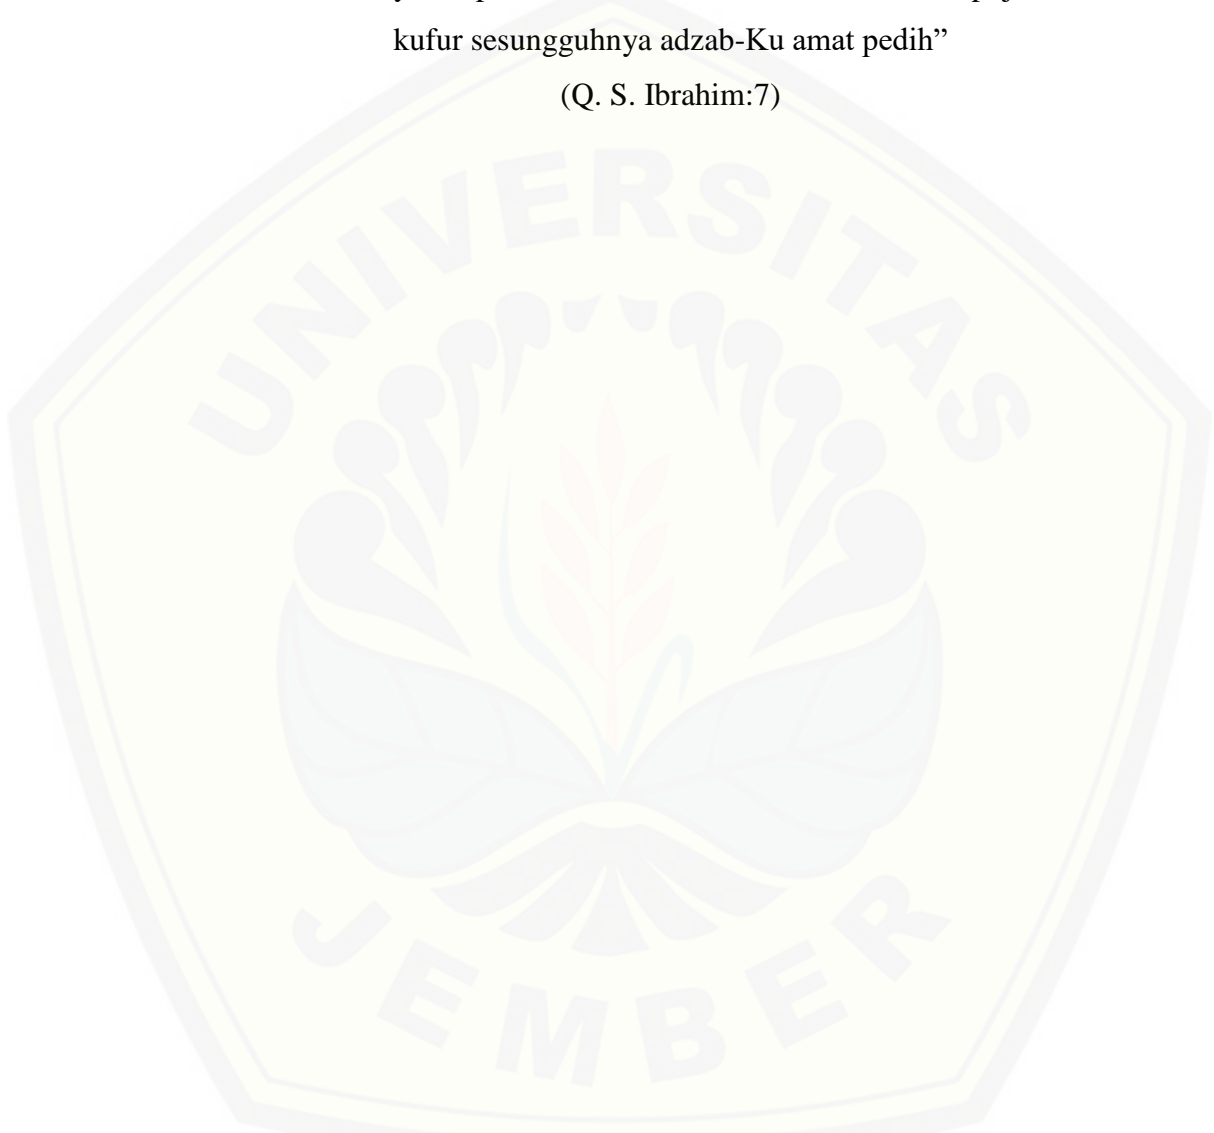 kufur sesungguhnya adzab-Ku amat pedih”
(Q. S. Ibrahim:7)
UNIVERSITAS
JEMBER